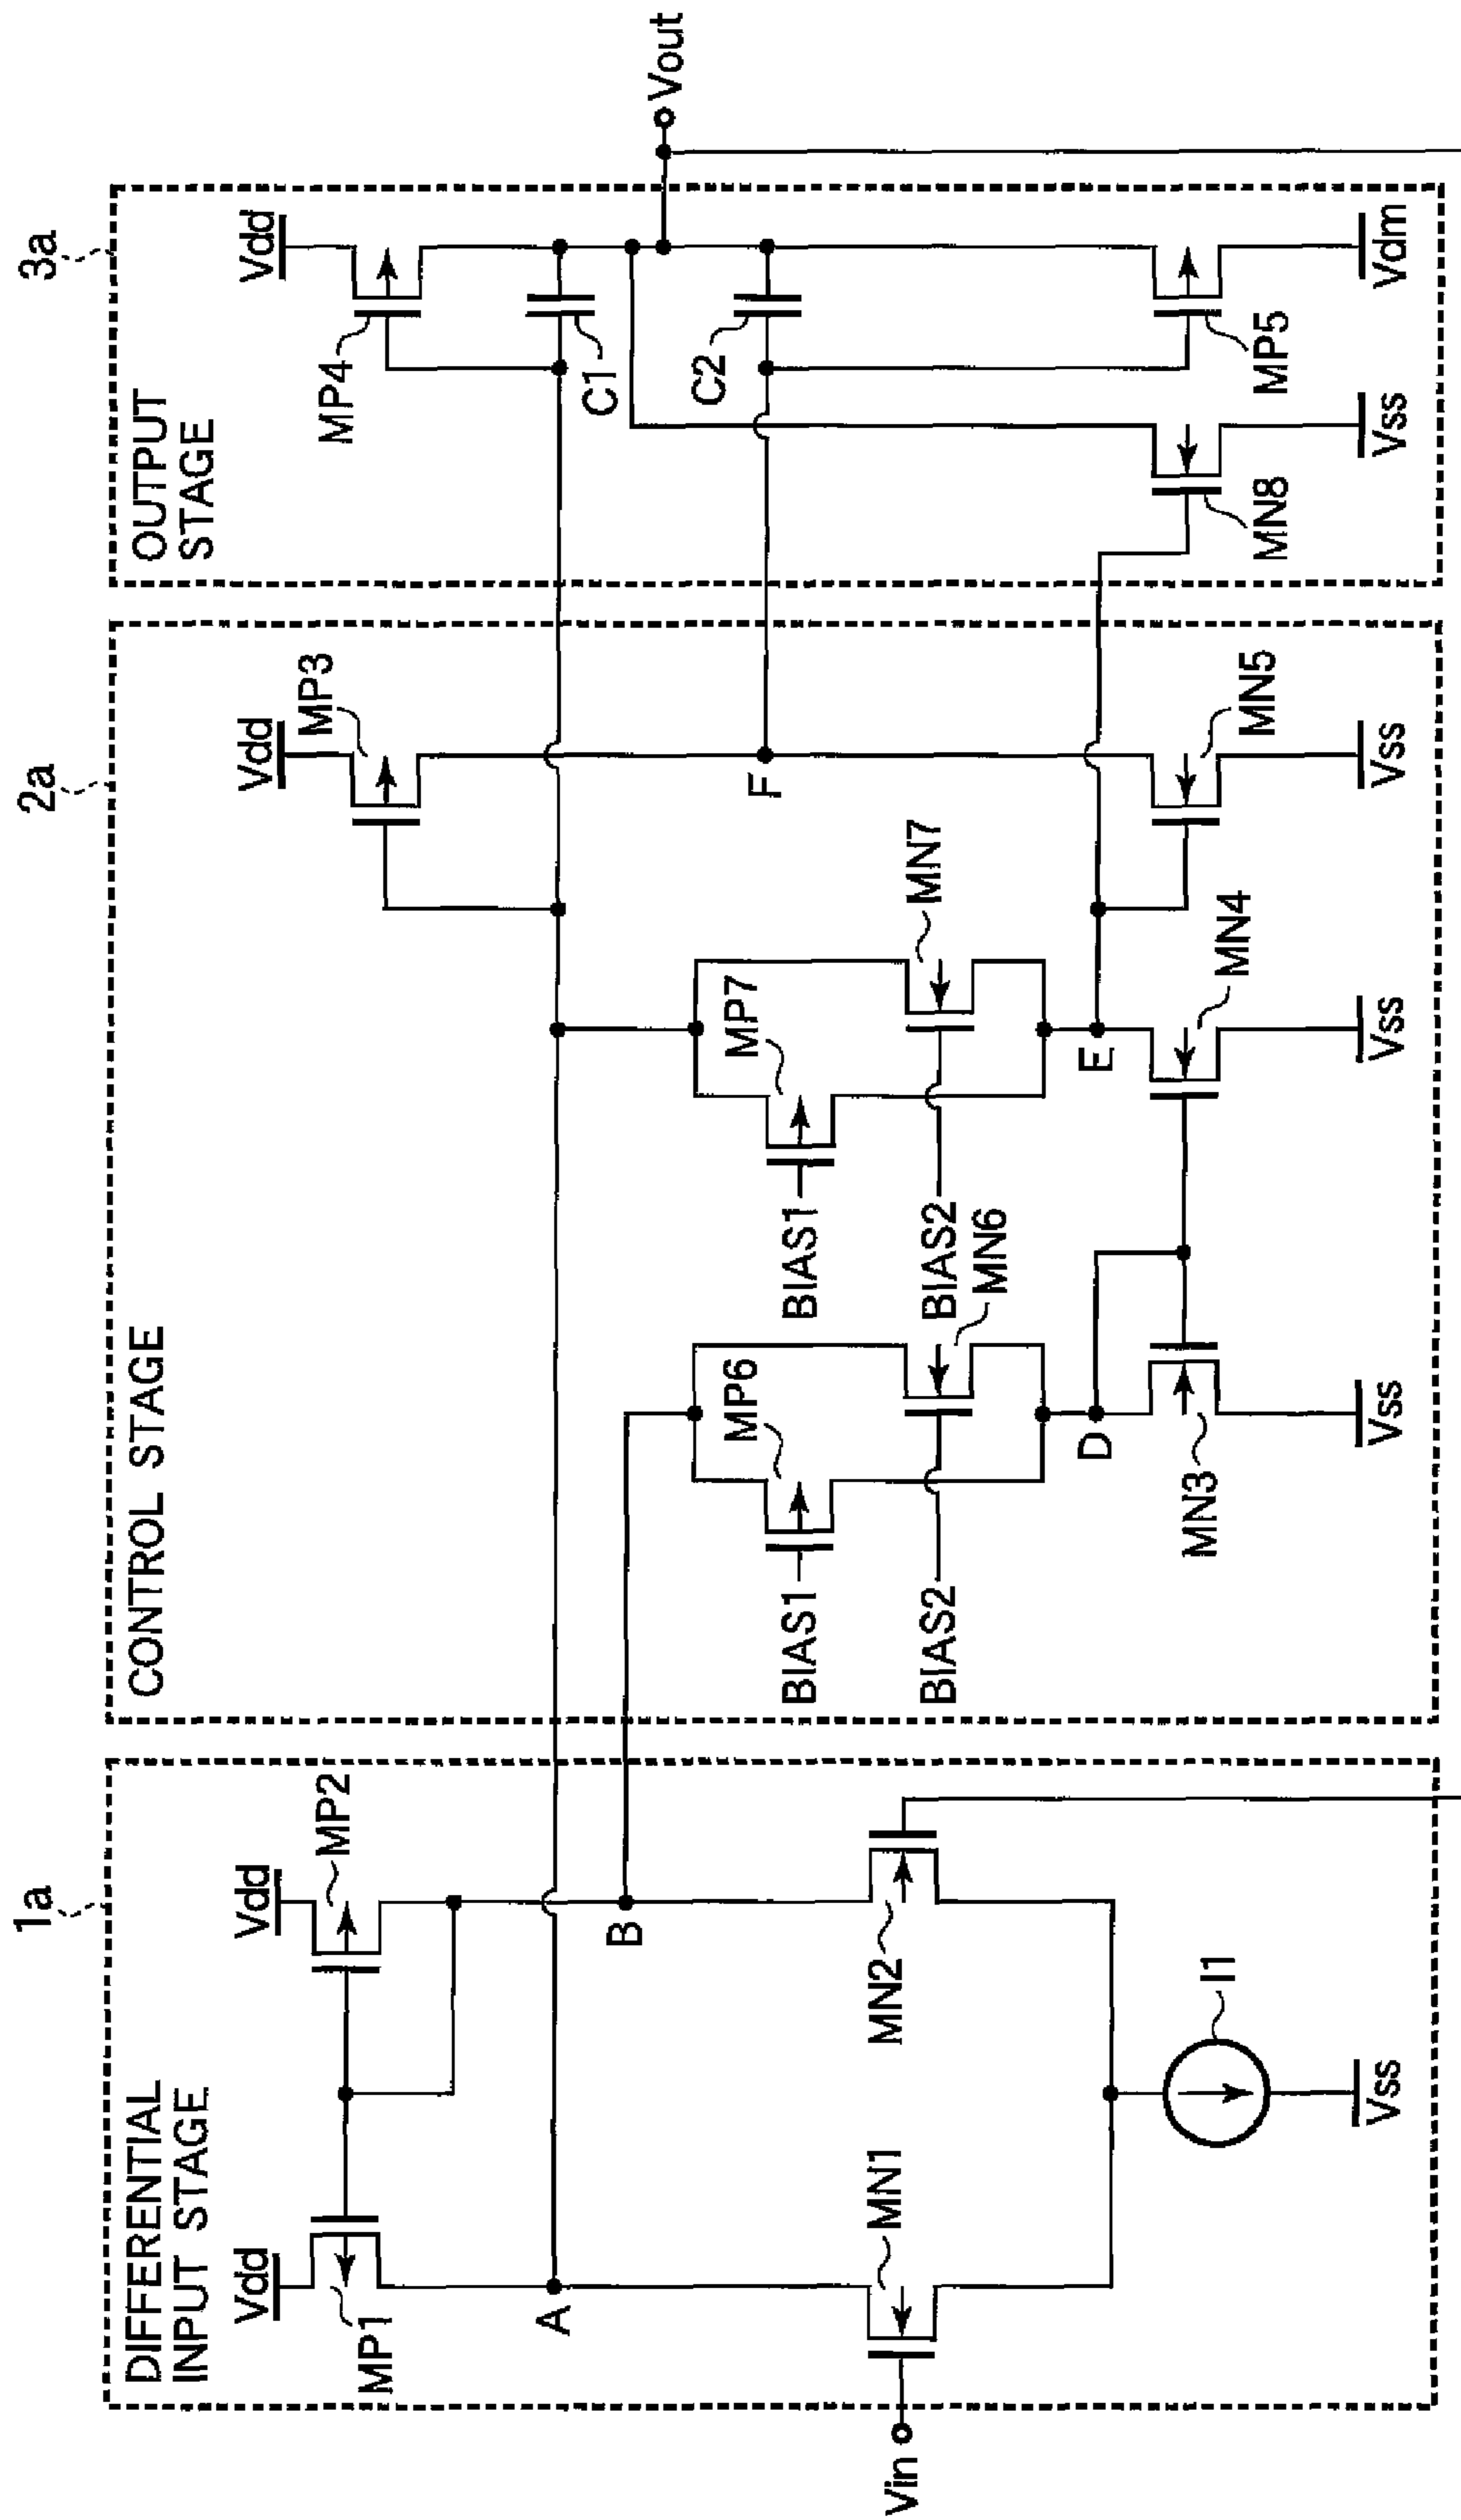 1a
2a
3a
DIFFERENTIAL
INPUT STAGE
CONTROL STAGE
OUTPUT
STAGE
Vdd
Vdd
Vdd
Vdd
MP1
MP2
MP3
MP4
A
B
C1
Vout
MP6
MP7
F
C2
BIAS1
BIAS1
Vin
MN1
MN2
BIAS2
MN6
BIAS2
MN7
D
E
I1
MN3
MN4
MN5
MN8
MP5
Vss
Vss
Vss
Vss
Vss
Vdm